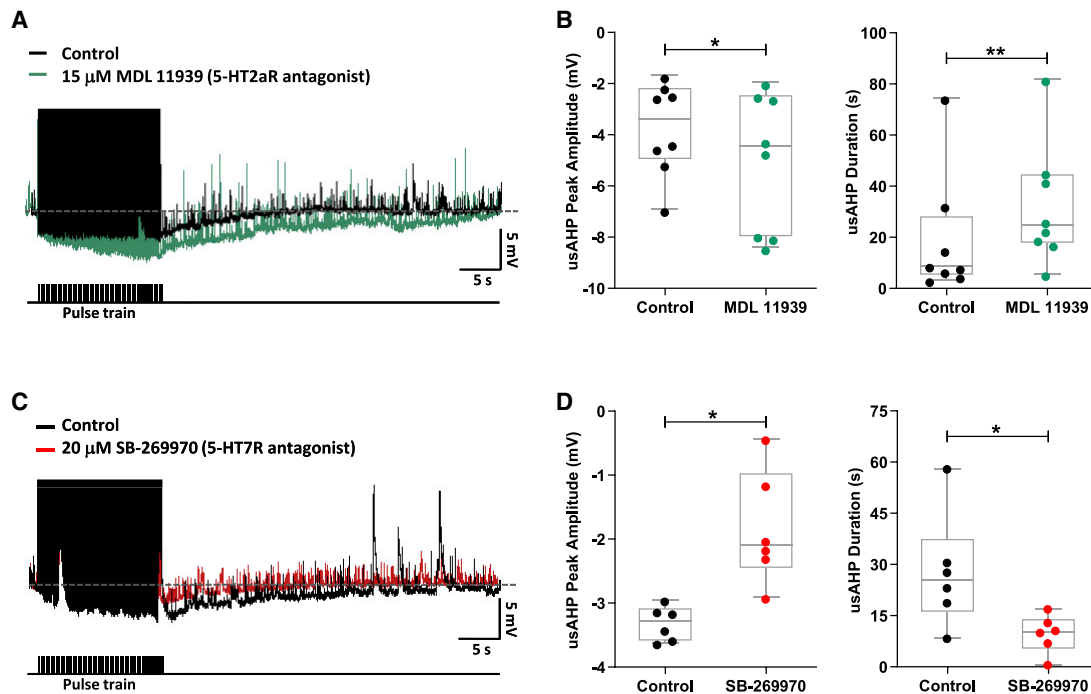 A
Control
15 µM MDL 11939 (5-HT2aR antagonist)
5 mV
5 s
Pulse train
B
usAHP Peak Amplitude (mV)
0
-2
-4
-6
-8
-10
*
Control
MDL 11939
usAHP Duration (s)
100
80
60
40
20
0
**
Control
MDL 11939
C
Control
20 µM SB-269970 (5-HT7R antagonist)
5 mV
5 s
Pulse train
D
usAHP Peak Amplitude (mV)
0
-1
-2
-3
-4
*
Control
SB-269970
usAHP Duration (s)
75
60
45
30
15
0
*
Control
SB-269970